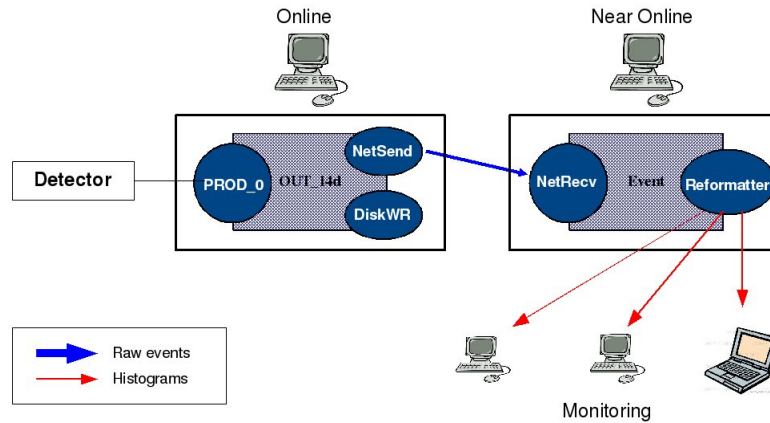 Online
Near Online
Detector
PROD_0
OUT_14d
NetSend
DiskWR
NetRecv
Event
Reformatter
Raw events
Histograms
Monitoring